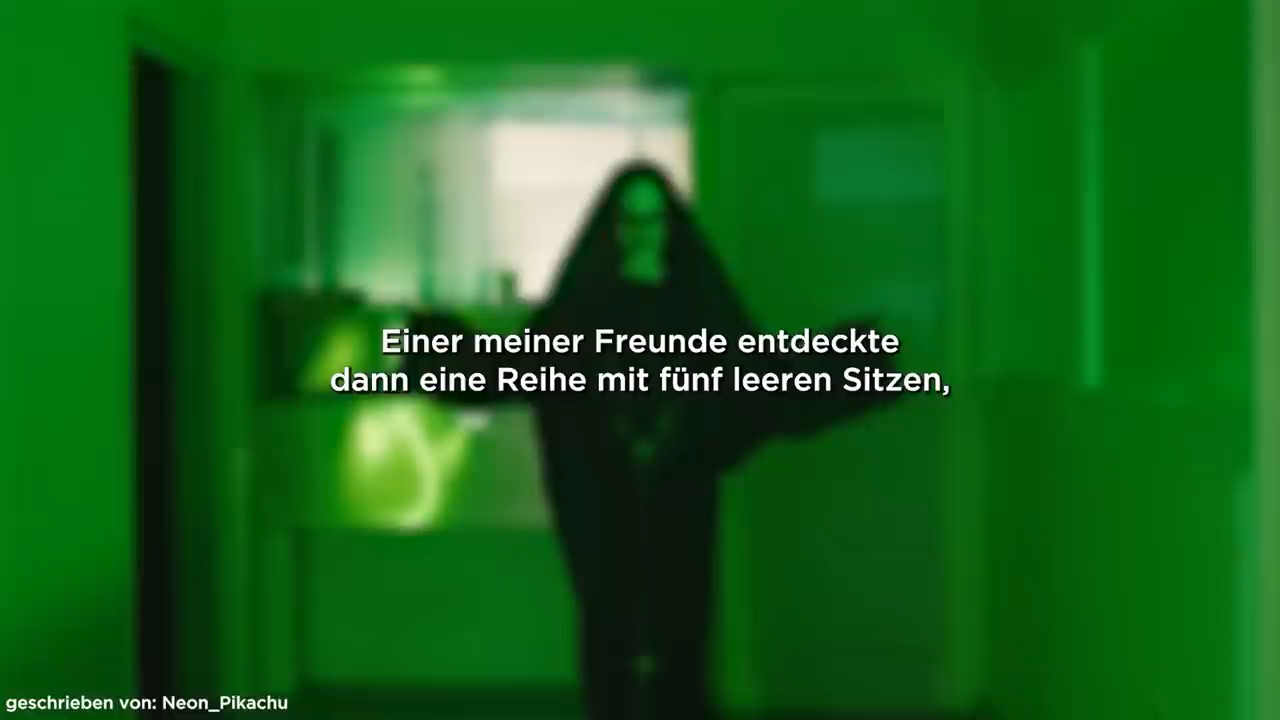 Einer meiner Freunde entdeckte
dann eine Reihe mit fünf leeren Sitzen,
geschrieben von: Neon_Pikachu